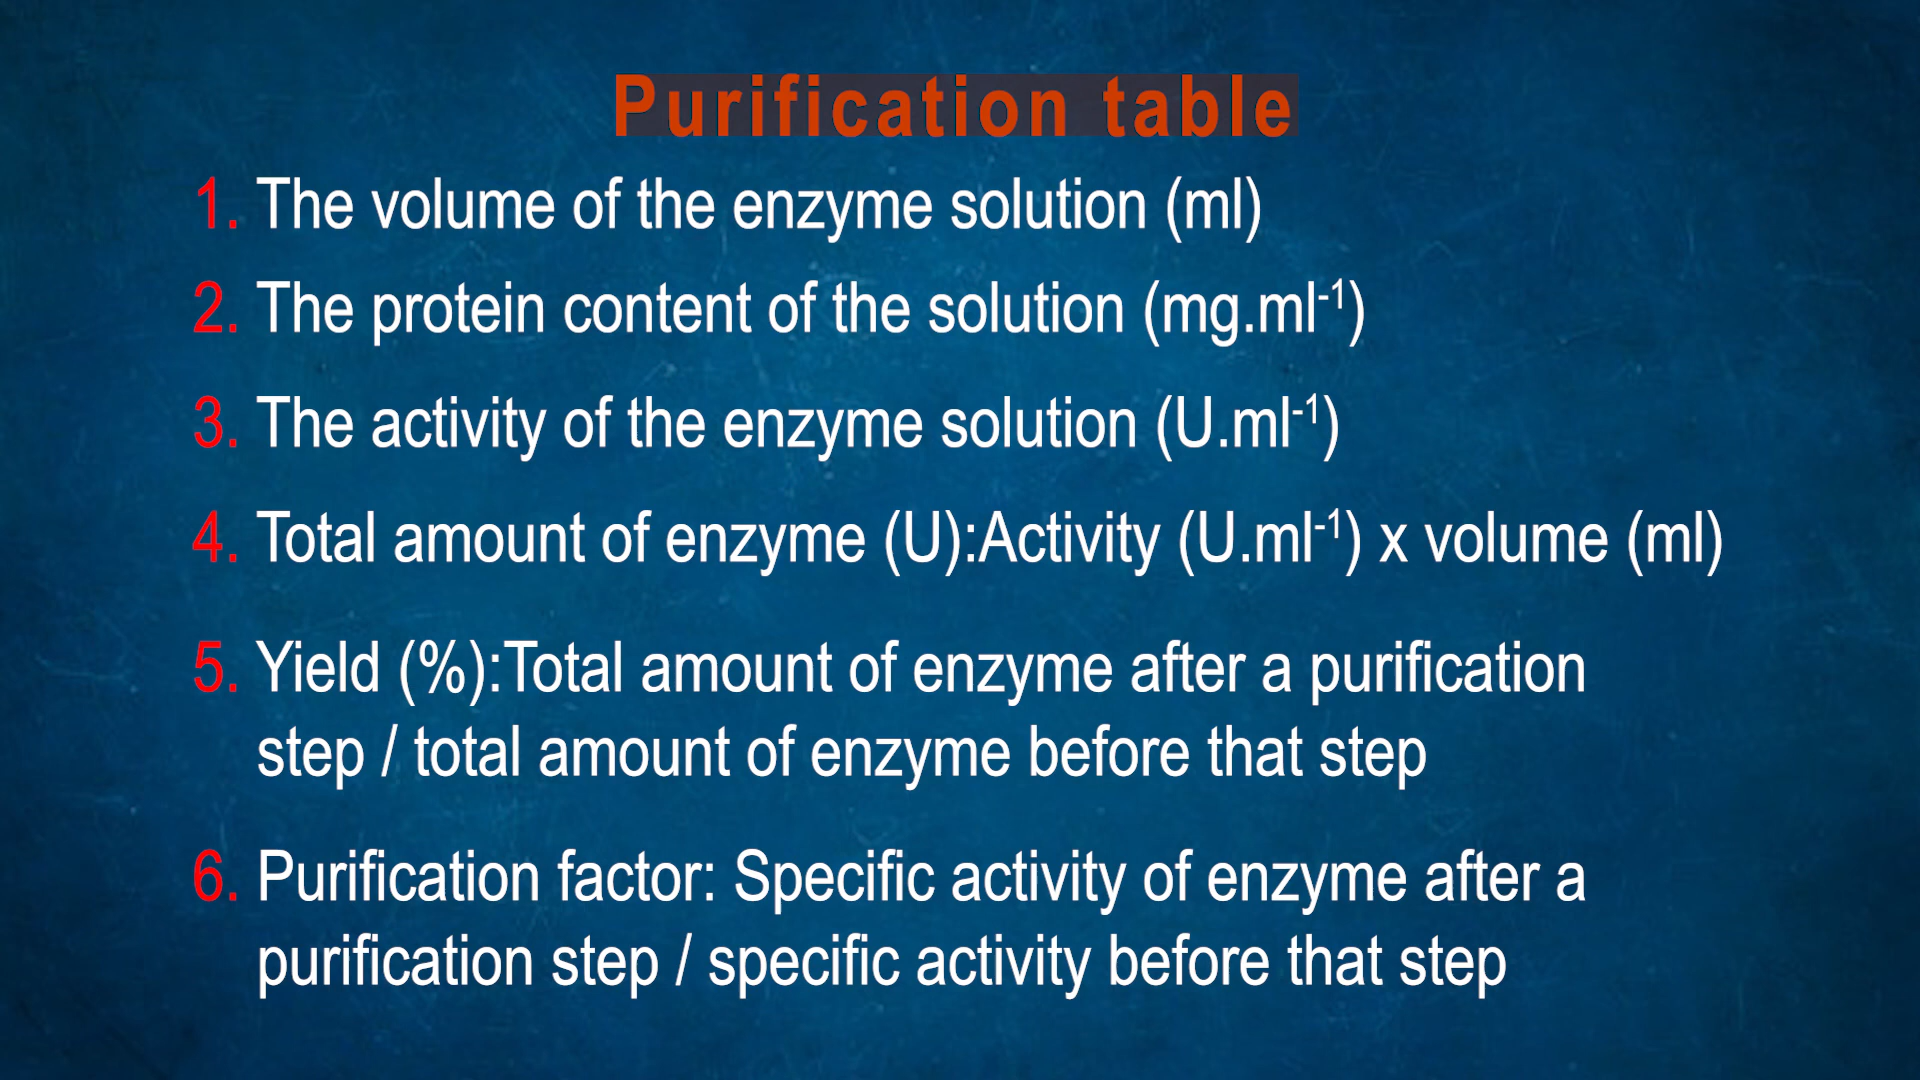 Purification table
1. The volume of the enzyme solution (ml)
2. The protein content of the solution (mg.ml⁻¹)
3. The activity of the enzyme solution (U.ml⁻¹)
4. Total amount of enzyme (U):Activity (U.ml⁻¹) x volume (ml)
5. Yield (%):Total amount of enzyme after a purification
step / total amount of enzyme before that step
6. Purification factor: Specific activity of enzyme after a
purification step / specific activity before that step